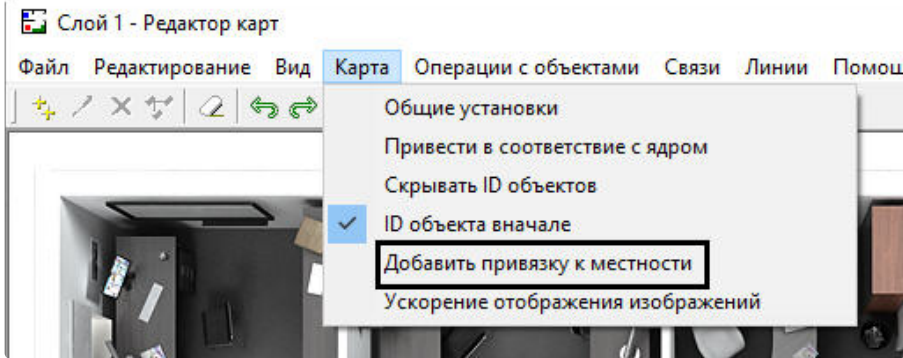 Слой 1 - Редактор карт
Файл Редактирование Вид Карта Операции с объектами Связи Линии Помощ
Общие установки
Привести в соответствие с ядром
Скрывать ID объектов
ID объекта вначале
Добавить привязку к местности
Ускорение отображения изображений